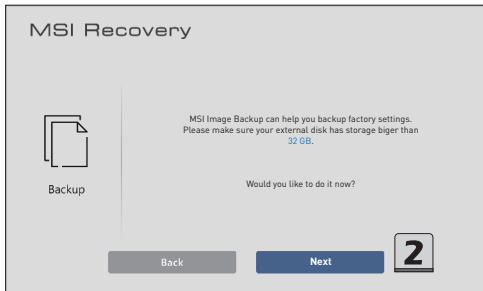 MSI Recovery
MSI Image Backup can help you backup factory settings.
Please make sure your external disk has storage biger than
32 GB.
Backup
Would you like to do it now?
Back
Next
2